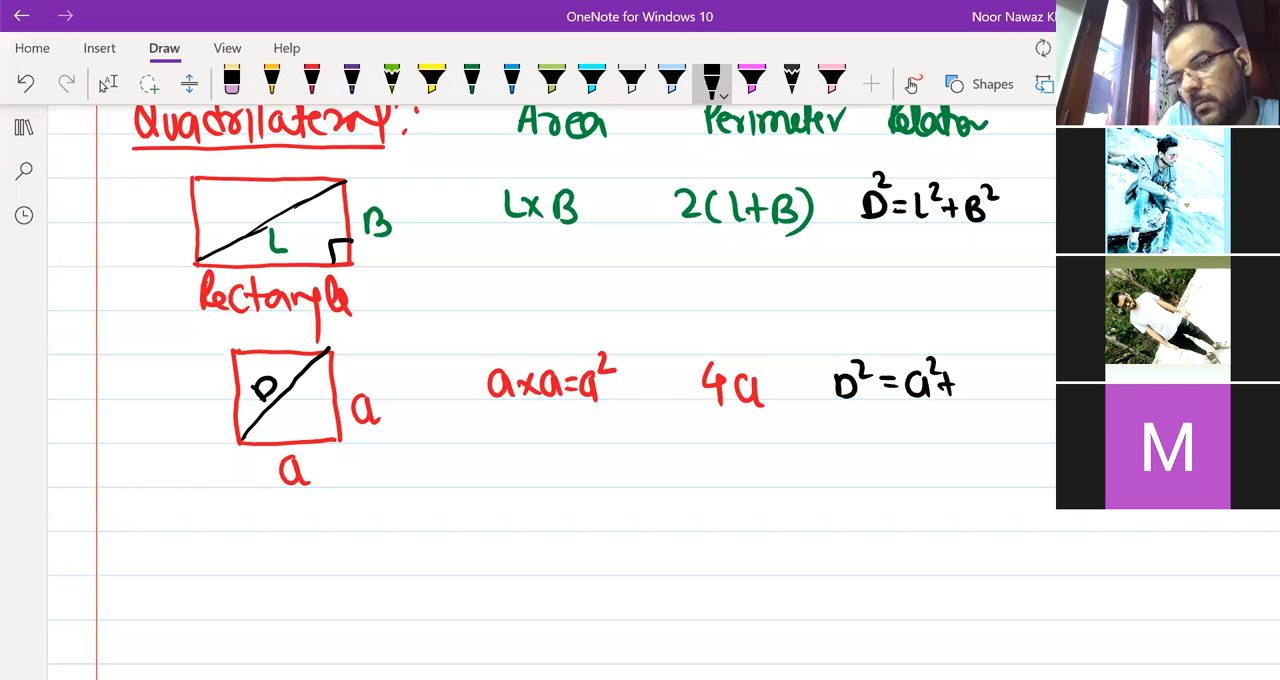 OneNote for Windows 10
Noor Nawaz Kh
Home Insert Draw View Help
Shapes
Quadrilateral:
Area Perimeter Relation
L×B 2(L+B) D²=L²+B²
B
L
Rectangle
D
a×a=a² 4a D²=a²+
a
a
M